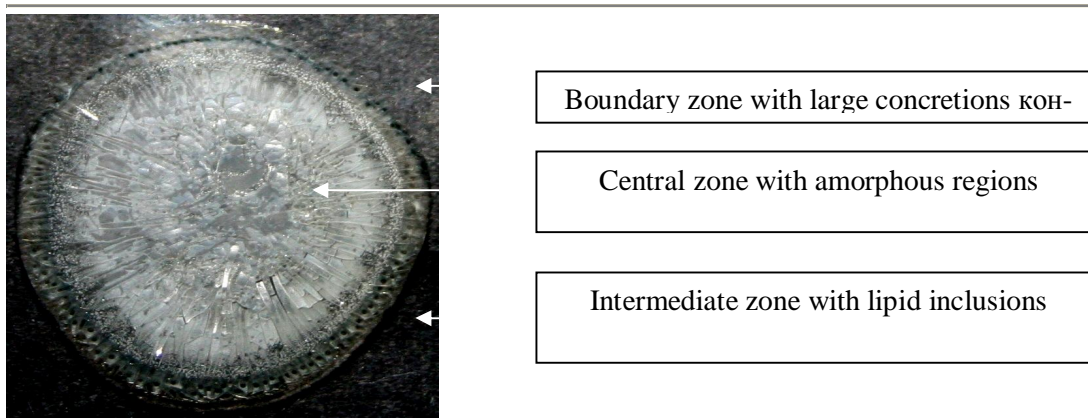 Boundary zone with large concretions кон-
Central zone with amorphous regions
Intermediate zone with lipid inclusions